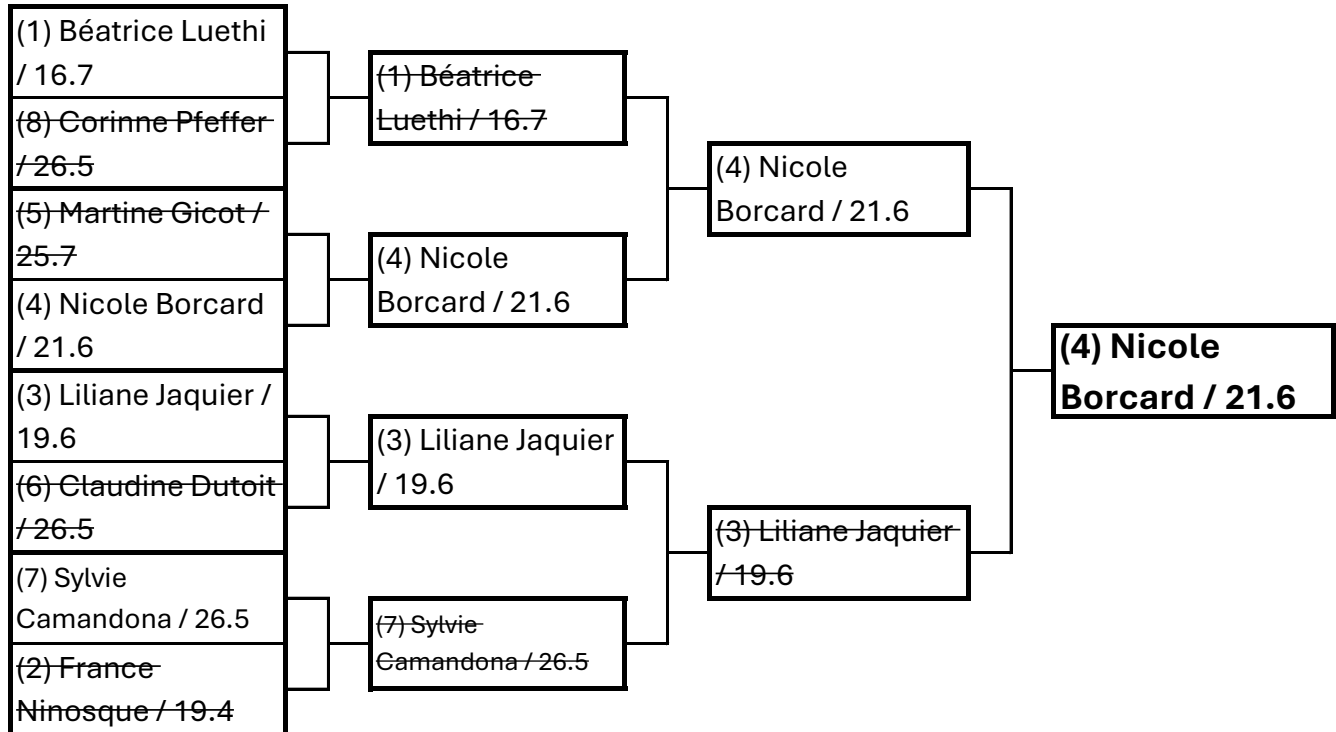 (1) Béatrice Luethi
/ 16.7
(8) Corinne Pfeffer
/ 26.5
(5) Martine Gicot /
25.7
(4) Nicole Borcard
/ 21.6
(3) Liliane Jaquier /
19.6
(6) Claudine Dutoit
/ 26.5
(7) Sylvie
Camandona / 26.5
(2) France
Ninosque / 19.4
(1) Béatrice
Luethi / 16.7
(4) Nicole
Borcard / 21.6
(3) Liliane Jaquier
/ 19.6
(7) Sylvie
Camandona / 26.5
(4) Nicole
Borcard / 21.6
(3) Liliane Jaquier
/ 19.6
(4) Nicole
Borcard / 21.6